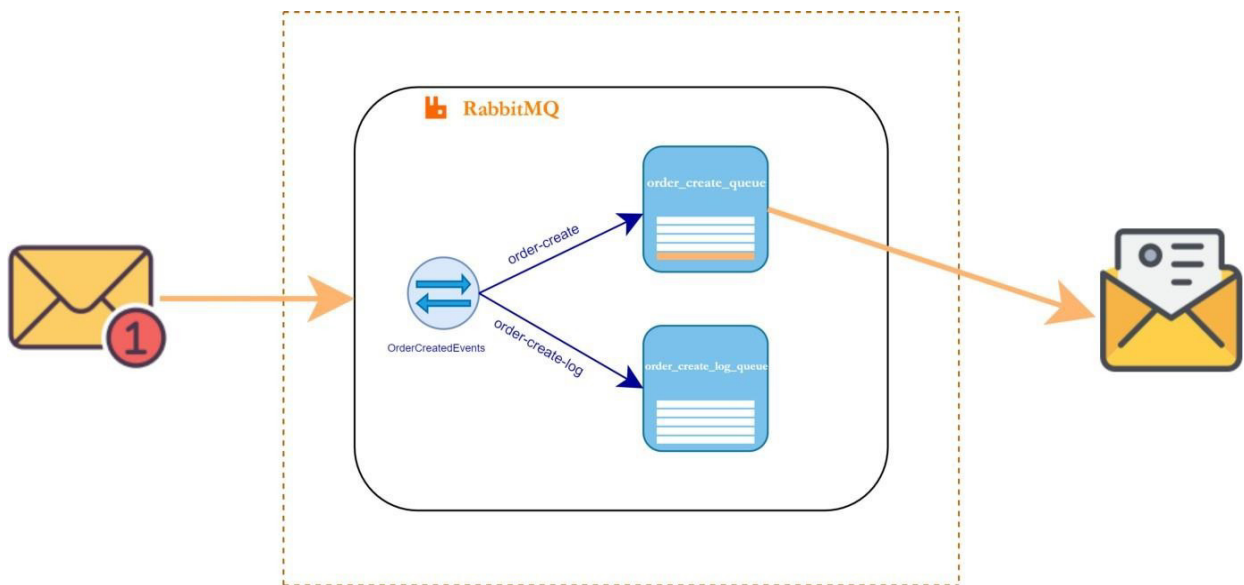 RabbitMQ
order_create_queue
order-create
OrderCreatedEvents
order-create-log
order_create_log_queue
1